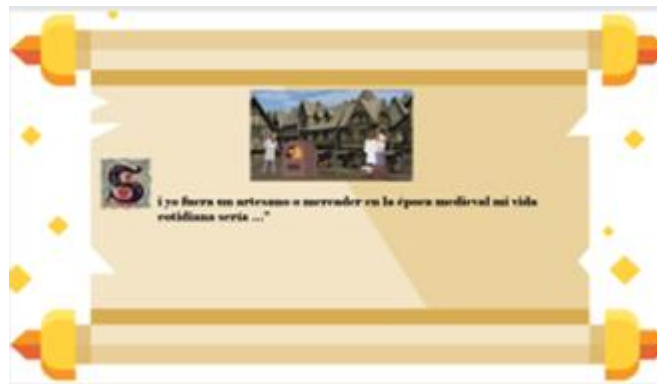 Si yo fuera un artesano o mercader en la época medieval mi vida
cotidiana sería ..."